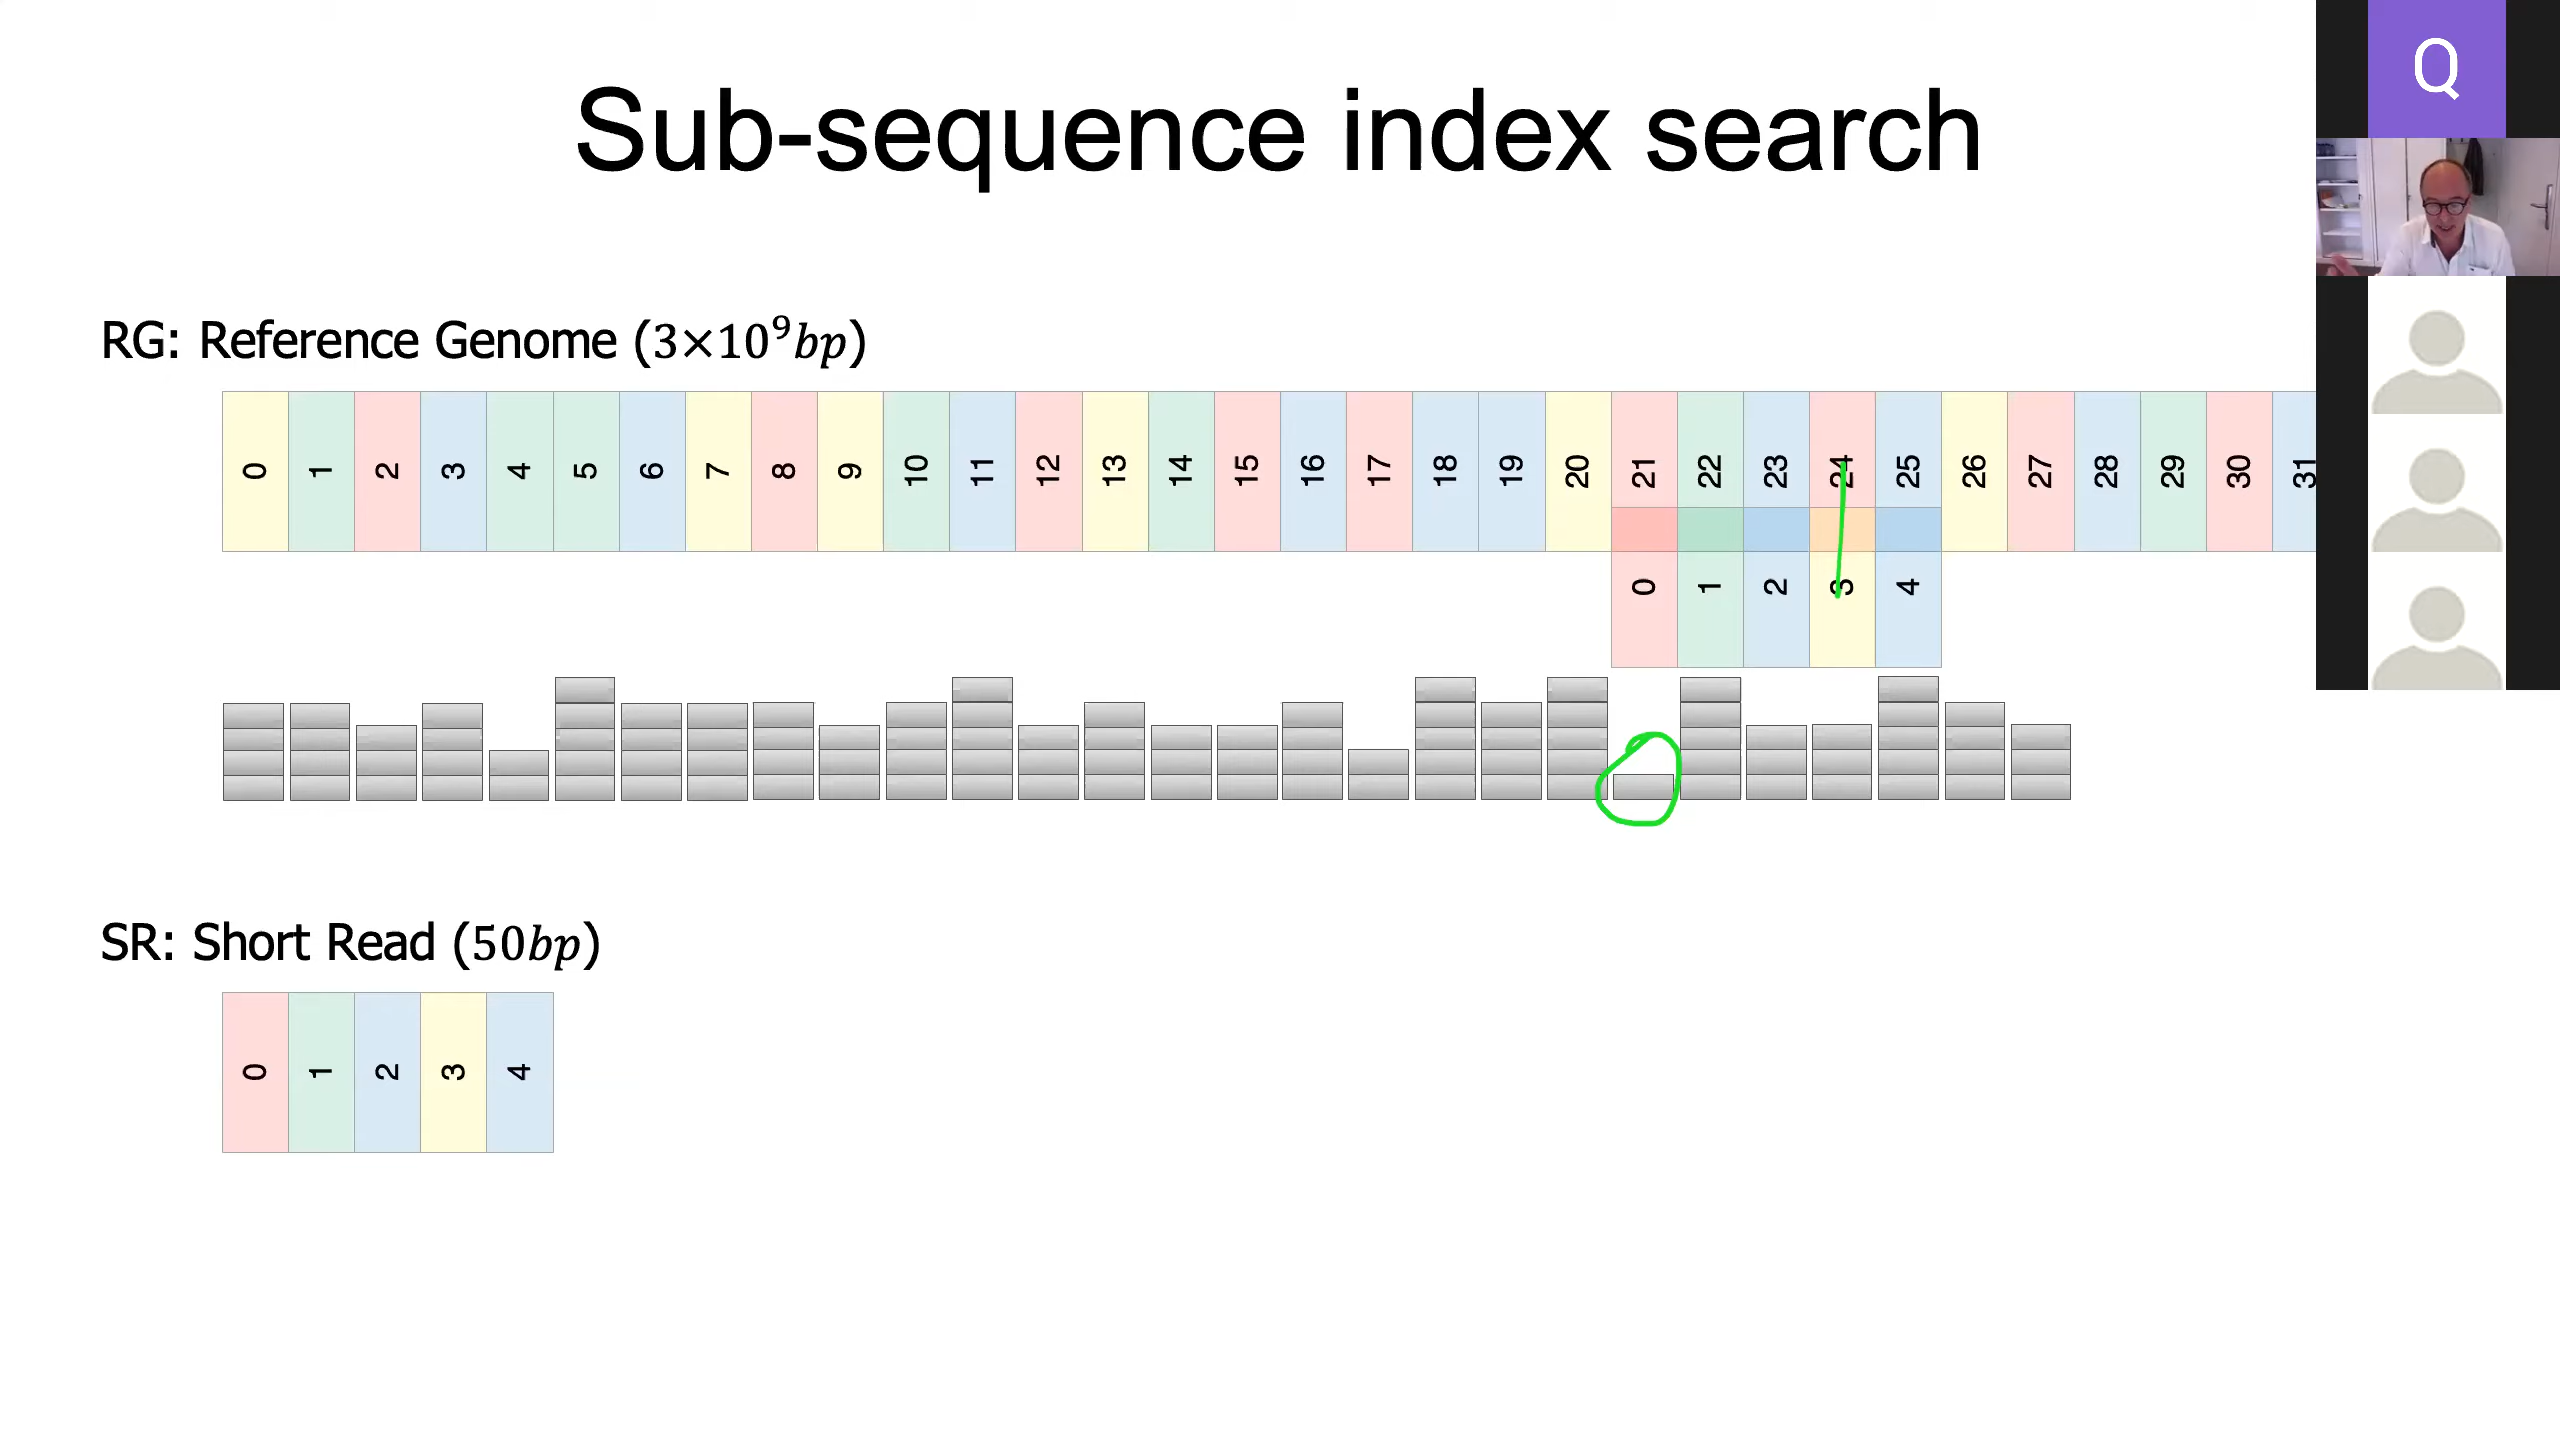 Sub-sequence index search
Q
RG: Reference Genome (3×10⁹bp)
0 1 2 3 4 5 6 7 8 9 10 11 12 13 14 15 16 17 18 19 20 21 22 23 24 25 26 27 28 29 30 31
0 1 2 3 4
SR: Short Read (50bp)
0 1 2 3 4